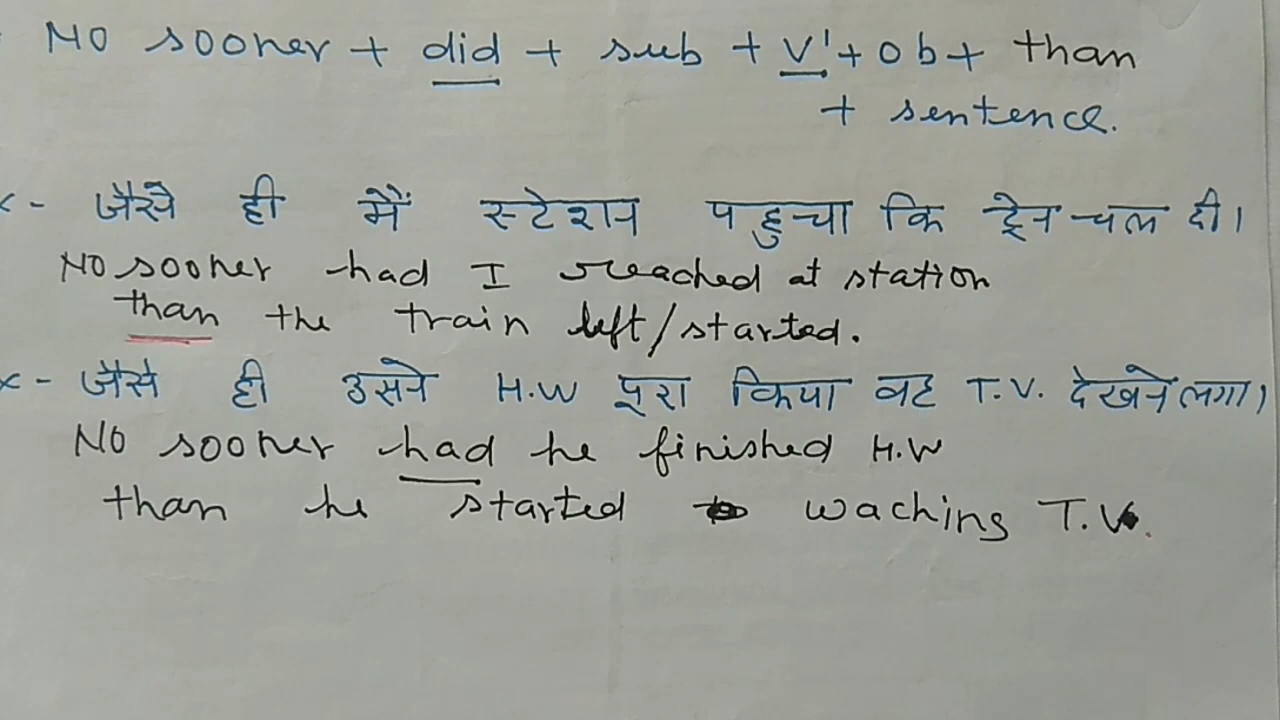 No sooner + did + sub + V' + ob + than
+ sentence.
x - जैसे ही मैं स्टेशन पहुचा कि ट्रेन चल दी।
No sooner had I reached at station
than the train left/started.
x - जैसे ही उसने H.W पूरा किया वह T.V. देखने लगा।
No sooner had he finished H.W
than he started waching T.V.